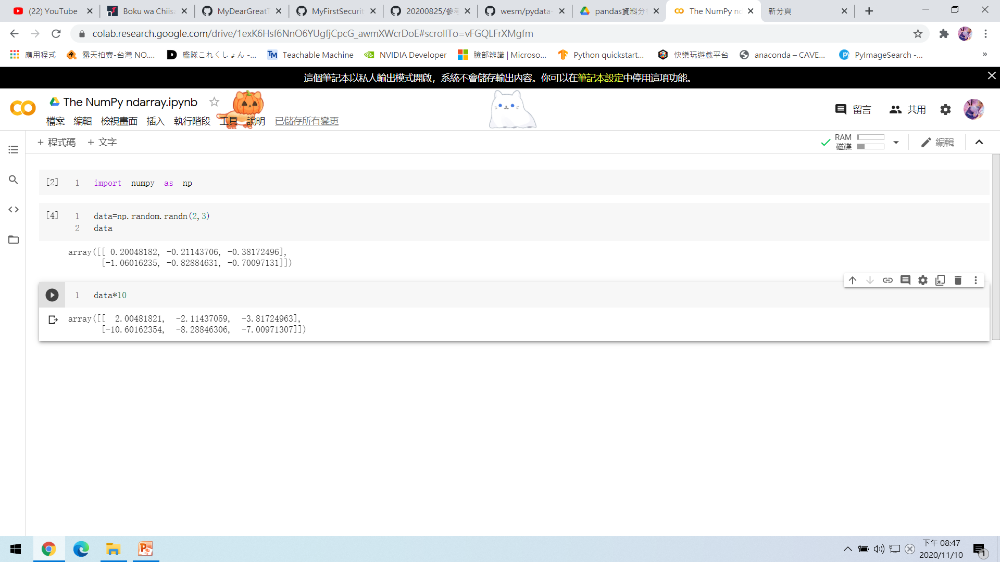 (22) YouTube
Boku wa Chiisa
MyDearGreatT
MyFirstSecurit
20200825/參考
wesm/pydata-
pandas資料分
The NumPy nd
新分頁
colab.research.google.com/drive/1exK6Hsf6NnO6YUgfjCpcG_awmXWcrDoE#scrollTo=vFGQLFrXMgfm
應用程式
露天拍賣-台灣 NO....
艦隊これくしょん -...
Teachable Machine
NVIDIA Developer
臉部辨識 | Microso...
Python quickstart...
快樂玩遊戲平台
anaconda – CAVE...
PyImageSearch -...
這個筆記本以私人輸出模式開啟，系統不會儲存輸出內容。你可以在筆記本設定中停用這項功能。
The NumPy ndarray.ipynb
檔案 編輯 檢視畫面 插入 執行階段 工具 說明 已儲存所有變更
留言
共用
+ 程式碼 + 文字
RAM
磁碟
編輯
[2] 1 import numpy as np
[4] 1 data=np.random.randn(2,3)
2 data
array([[ 0.20048182, -0.21143706, -0.38172496],
[-1.06016235, -0.82884631, -0.70097131]])
1 data*10
array([[ 2.00481821, -2.11437059, -3.81724963],
[-10.60162354, -8.28846306, -7.00971307]])
下午 08:47
2020/11/10
1